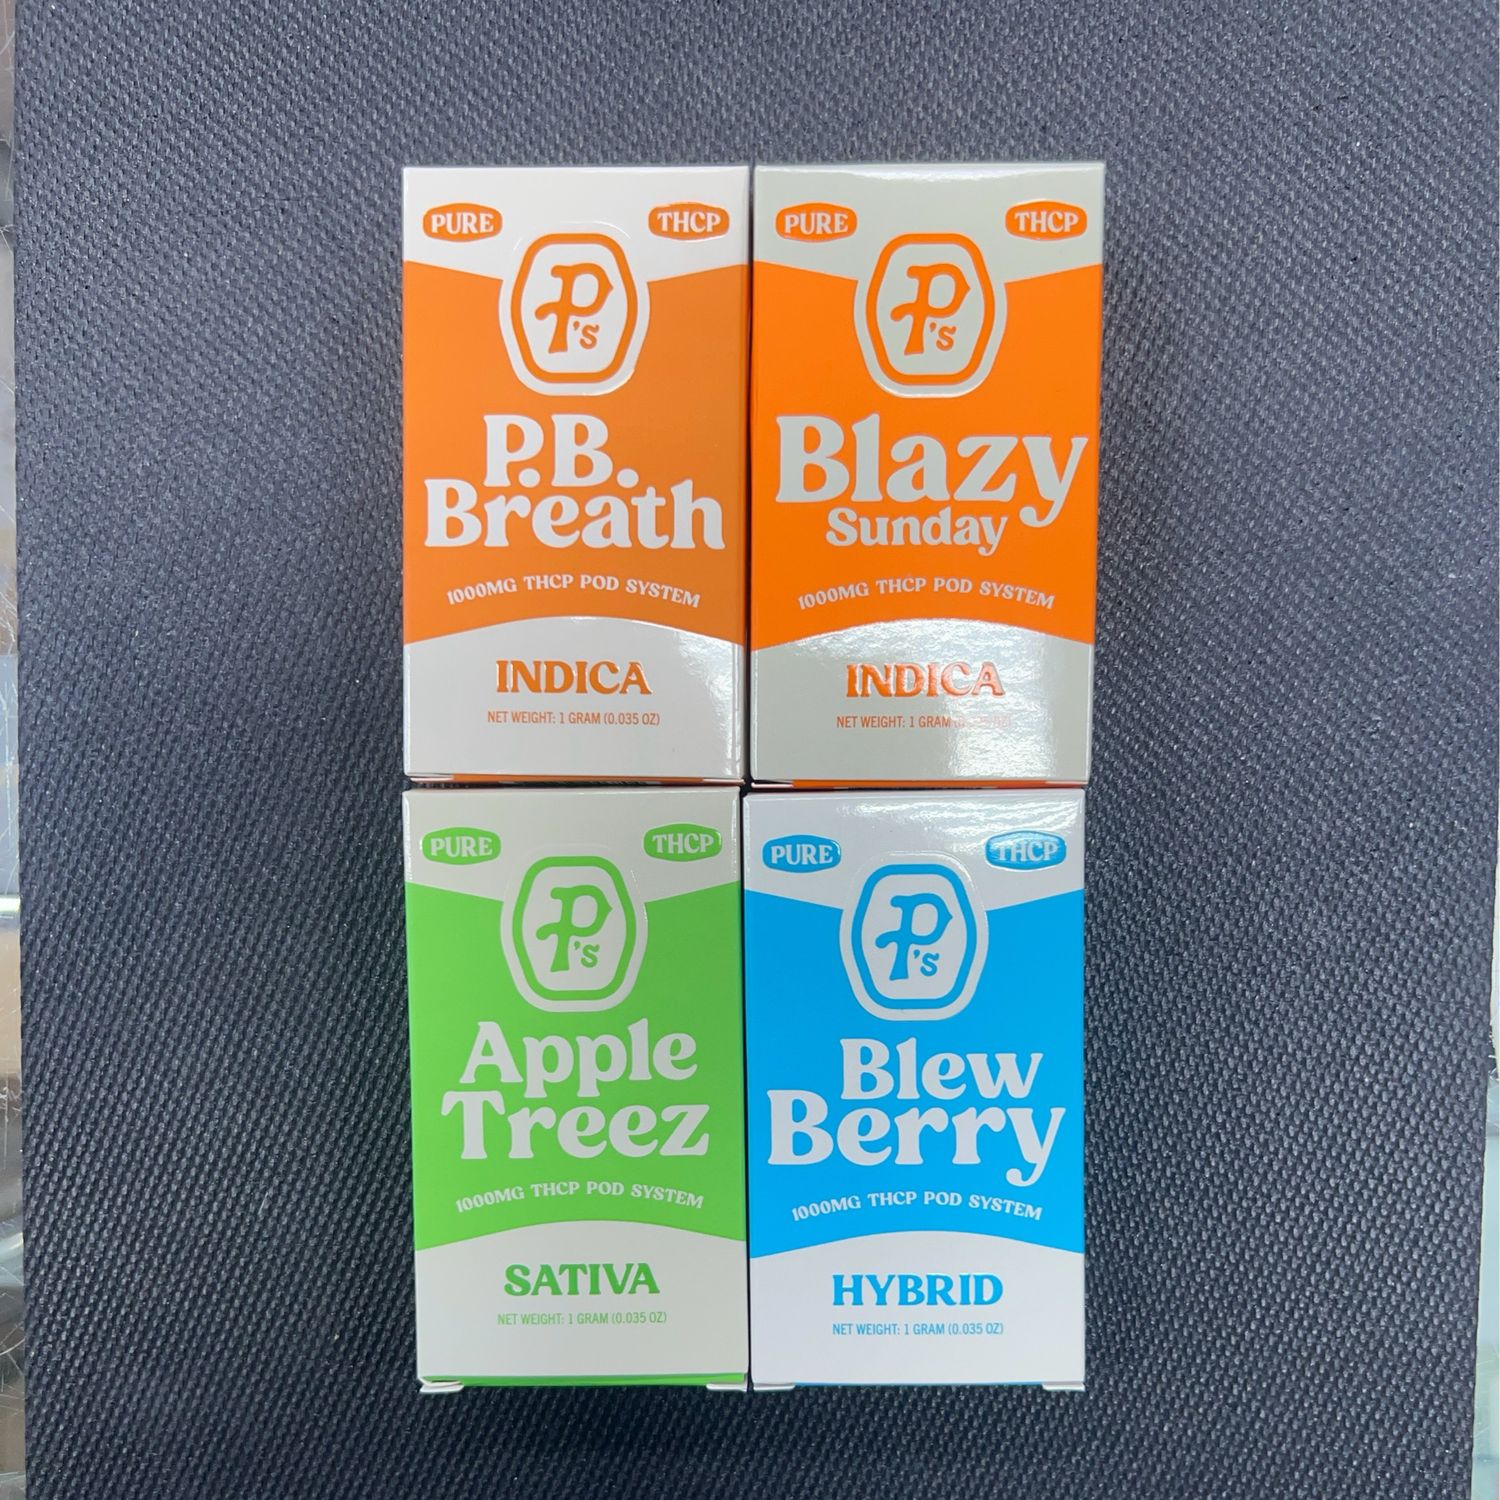 PURE THCP
P's
P.B.
Breath
1000MG THCP POD SYSTEM
INDICA
NET WEIGHT: 1 GRAM (0.035 OZ)
PURE THCP
P's
Blazy
Sunday
1000MG THCP POD SYSTEM
INDICA
NET WEIGHT: 1 GRAM (0.035 OZ)
PURE THCP
P's
Apple
Treez
1000MG THCP POD SYSTEM
SATIVA
NET WEIGHT: 1 GRAM (0.035 OZ)
PURE THCP
P's
Blew
Berry
1000MG THCP POD SYSTEM
HYBRID
NET WEIGHT: 1 GRAM (0.035 OZ)